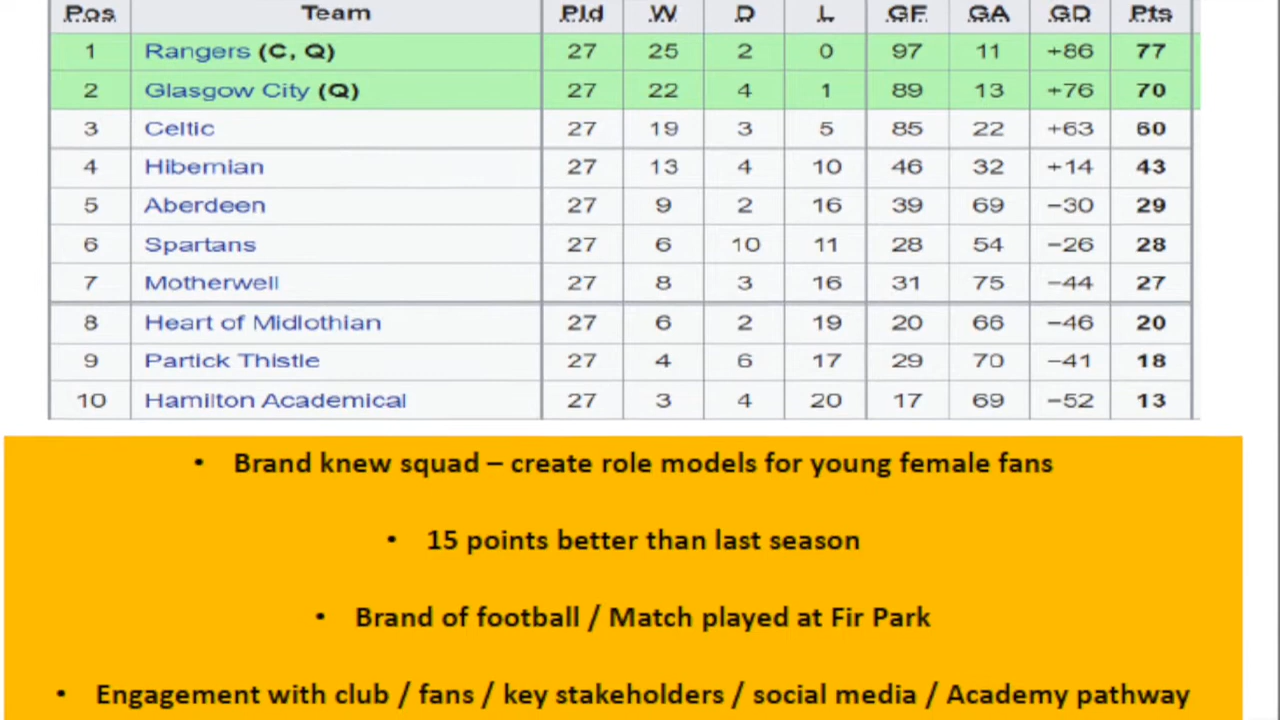 Pos Team Pld W D L GF GA GD Pts
1 Rangers (C, Q) 27 25 2 0 97 11 +86 77
2 Glasgow City (Q) 27 22 4 1 89 13 +76 70
3 Celtic 27 19 3 5 85 22 +63 60
4 Hibernian 27 13 4 10 46 32 +14 43
5 Aberdeen 27 9 2 16 39 69 −30 29
6 Spartans 27 6 10 11 28 54 −26 28
7 Motherwell 27 8 3 16 31 75 −44 27
8 Heart of Midlothian 27 6 2 19 20 66 −46 20
9 Partick Thistle 27 4 6 17 29 70 −41 18
10 Hamilton Academical 27 3 4 20 17 69 −52 13
• Brand knew squad – create role models for young female fans
• 15 points better than last season
• Brand of football / Match played at Fir Park
• Engagement with club / fans / key stakeholders / social media / Academy pathway